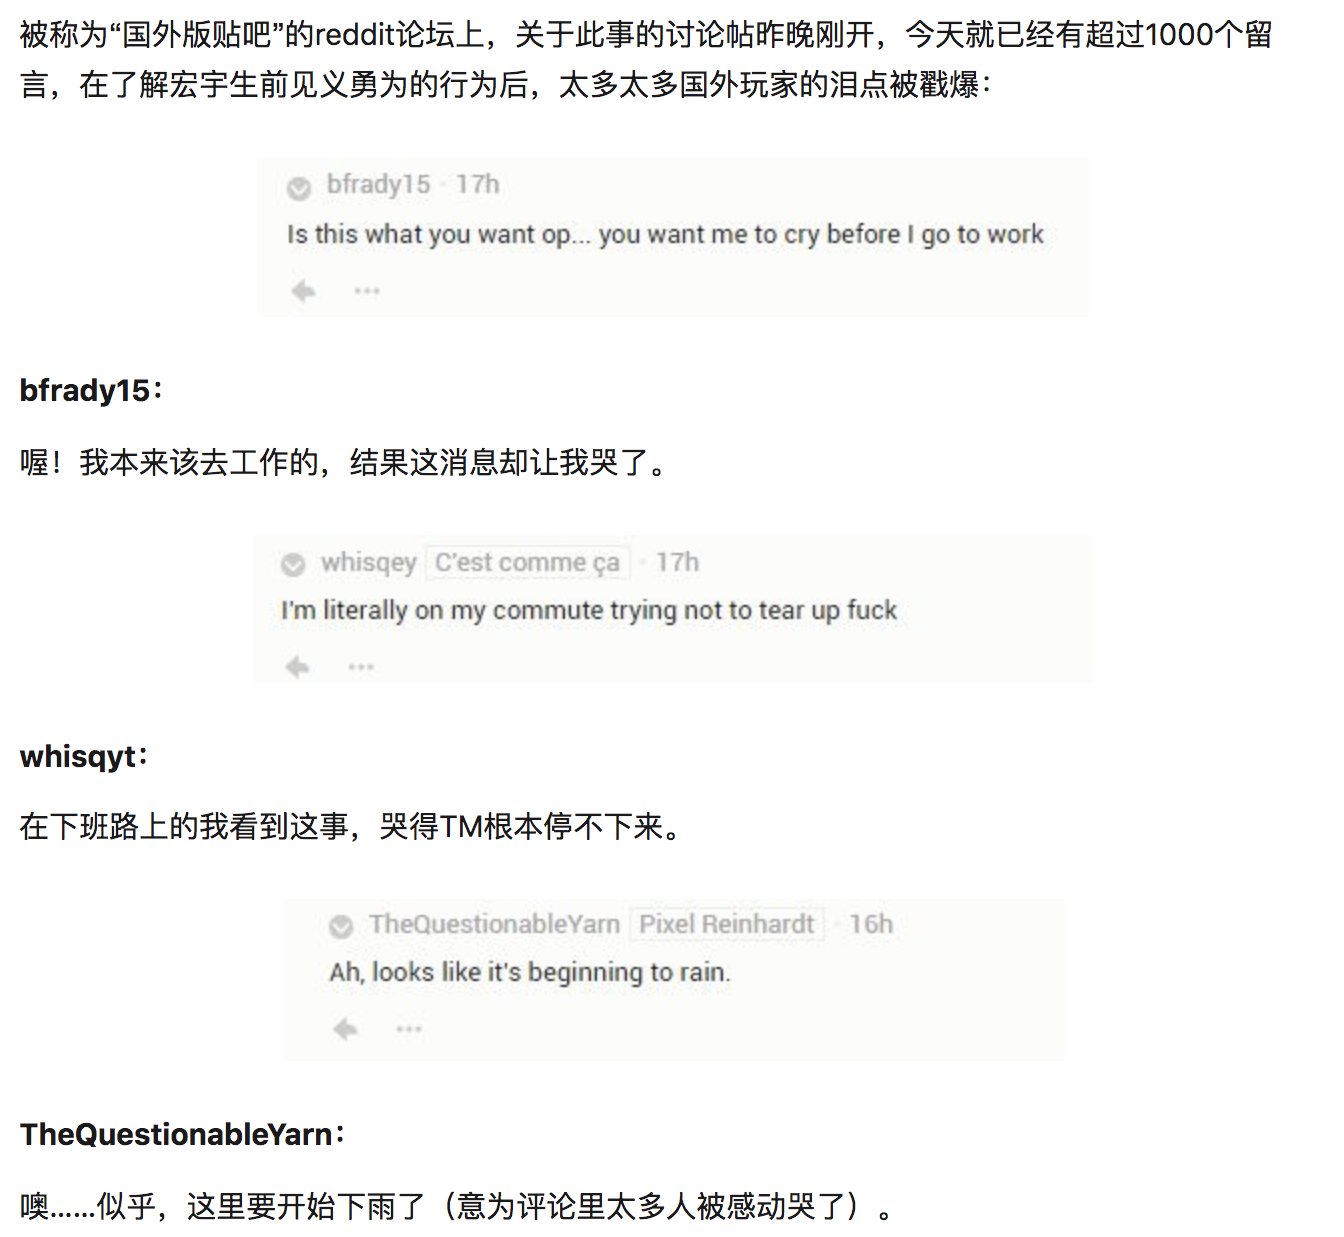 被称为“国外版贴吧”的reddit论坛上，关于此事的讨论帖昨晚刚开，今天就已经有超过1000个留
言，在了解宏宇生前见义勇为的行为后，太多太多国外玩家的泪点被戳爆：
bfrady15 · 17h
Is this what you want op... you want me to cry before I go to work
bfrady15：
喔！我本来该去工作的，结果这消息却让我哭了。
whisqey C'est comme ça · 17h
I'm literally on my commute trying not to tear up fuck
whisqyt：
在下班路上的我看到这事，哭得TM根本停不下来。
TheQuestionableYarn Pixel Reinhardt · 16h
Ah, looks like it's beginning to rain.
TheQuestionableYarn：
噢……似乎，这里要开始下雨了（意为评论里太多人被感动哭了）。